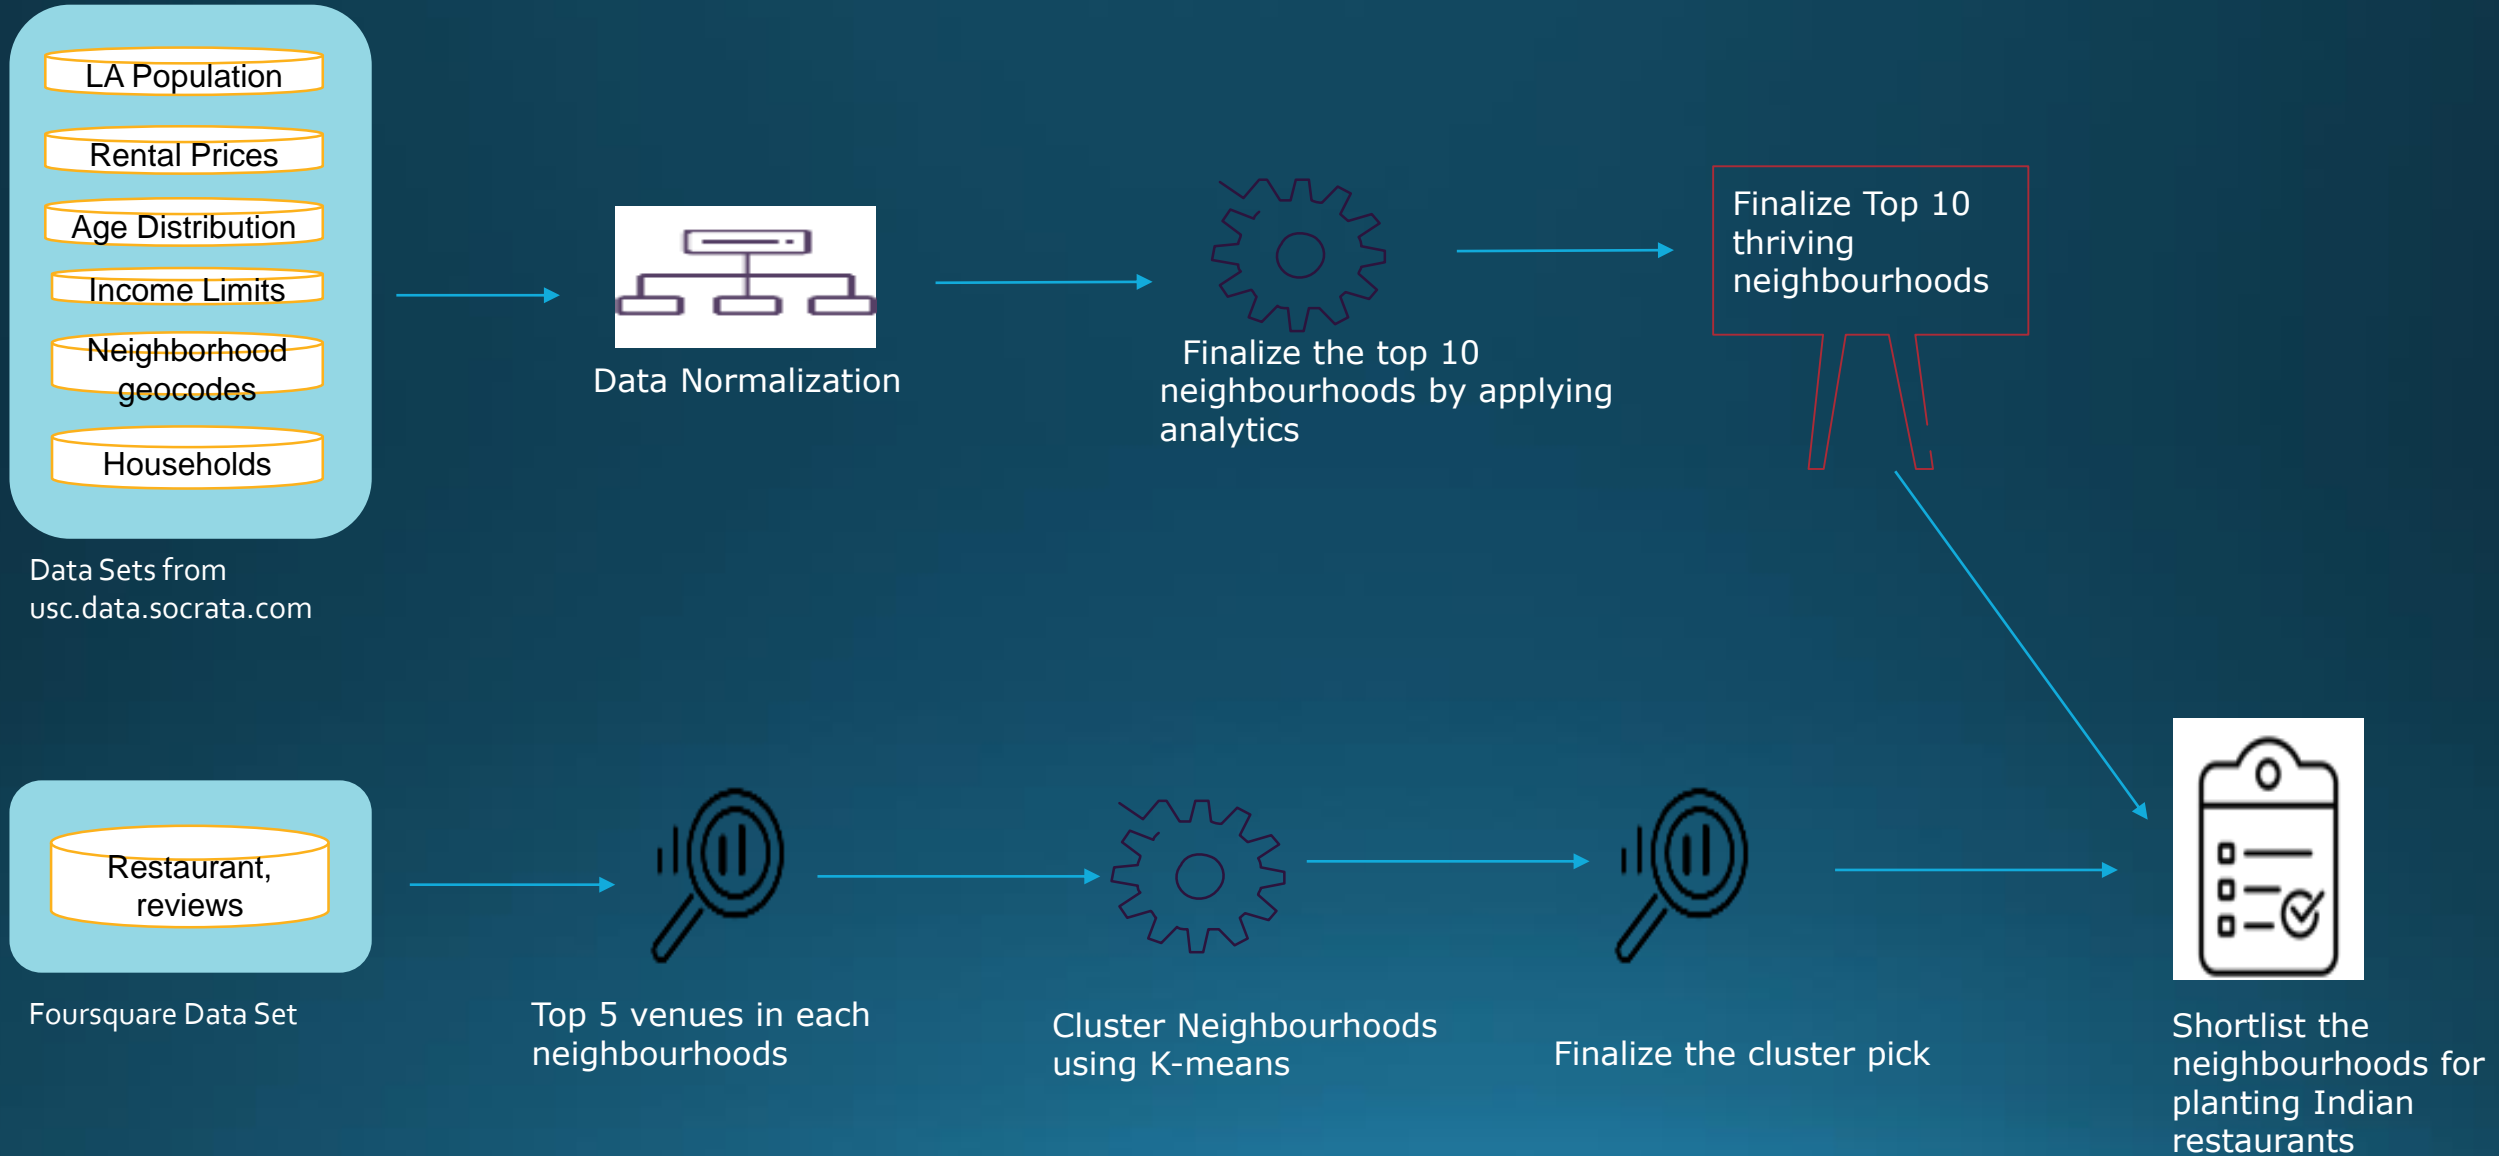 LA Population
Rental Prices
Age Distribution
Income Limits
Neighborhood
geocodes
Households
Data Sets from
usc.data.socrata.com
Data Normalization
Finalize the top 10
neighbourhoods by applying
analytics
Finalize Top 10
thriving
neighbourhoods
Restaurant,
reviews
Foursquare Data Set
Top 5 venues in each
neighbourhoods
Cluster Neighbourhoods
using K-means
Finalize the cluster pick
Shortlist the
neighbourhoods for
planting Indian
restaurants